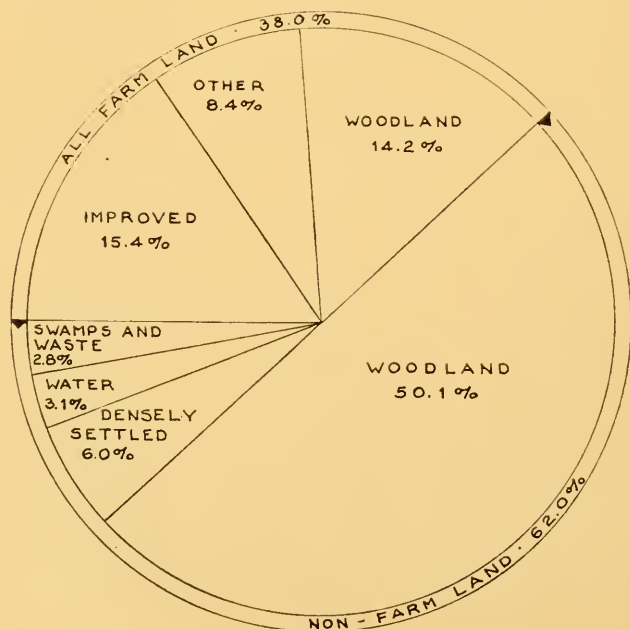 ALL FARM LAND · 38.0%
OTHER
8.4%
WOODLAND
14.2%
IMPROVED
15.4%
SWAMPS AND
WASTE
2.8%
WATER
3.1%
DENSELY
SETTLED
6.0%
WOODLAND
50.1%
NON-FARM LAND · 62.0%